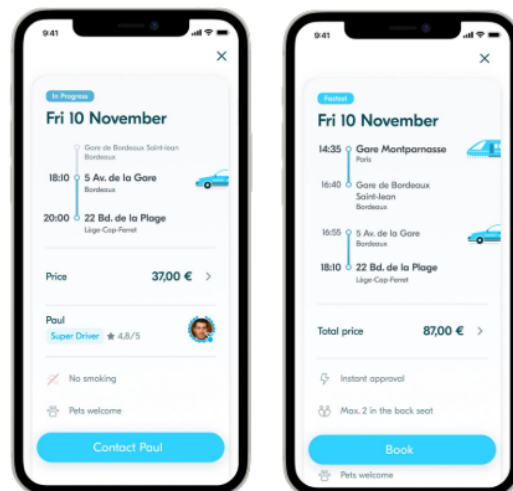 9:41
In Progress
Fri 10 November
Gare de Bordeaux Saint-Jean
Bordeaux
18:10 5 Av. de la Gare
Bordeaux
20:00 22 Bd. de la Plage
Lège-Cap-Ferret
Price 37,00 €
Paul
Super Driver 4,8/5
No smoking
Pets welcome
Contact Paul
9:41
Fastest
Fri 10 November
14:35 Gare Montparnasse
Paris
16:40 Gare de Bordeaux
Saint-Jean
Bordeaux
16:55 5 Av. de la Gare
Bordeaux
18:10 22 Bd. de la Plage
Lège-Cap-Ferret
Total price 87,00 €
Instant approval
Max. 2 in the back seat
Book
Pets welcome